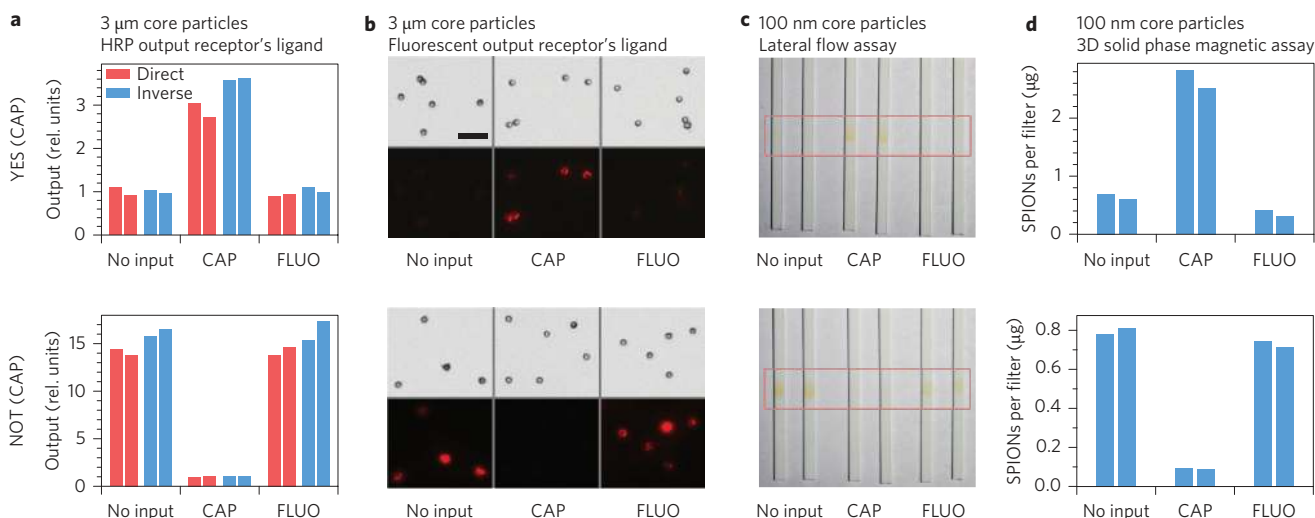 a
3 μm core particles
HRP output receptor's ligand
YES (CAP)
Output (rel. units)
3
2
1
0
Direct
Inverse
No input CAP FLUO
NOT (CAP)
Output (rel. units)
15
10
5
0
No input CAP FLUO
b
3 μm core particles
Fluorescent output receptor's ligand
No input CAP FLUO
No input CAP FLUO
c
100 nm core particles
Lateral flow assay
No input CAP FLUO
No input CAP FLUO
d
100 nm core particles
3D solid phase magnetic assay
SPIONs per filter (μg)
2
1
0
No input CAP FLUO
SPIONs per filter (μg)
0.8
0.6
0.4
0.2
0.0
No input CAP FLUO